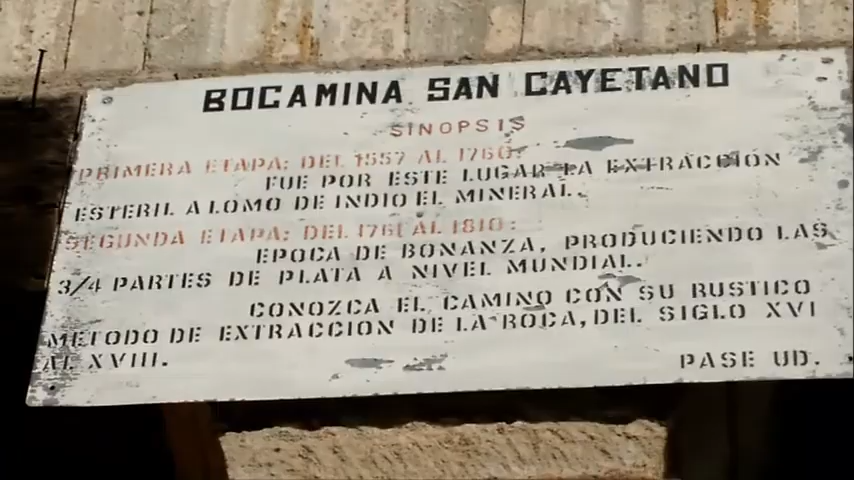 BOCAMINA SAN CAYETANO
SINOPSIS
PRIMERA ETAPA: DEL 1557 AL 1760:
FUE POR ESTE LUGAR LA EXTRACCIÓN
ESTERIL A LOMO DE INDIO EL MINERAL.
SEGUNDA ETAPA: DEL 1761 AL 1810:
EPOCA DE BONANZA, PRODUCIENDO LAS
3/4 PARTES DE PLATA A NIVEL MUNDIAL.
CONOZCA EL CAMINO CON SU RUSTICO
METODO DE EXTRACCION DE LA ROCA, DEL SIGLO XVI
AL XVIII.
PASE UD.